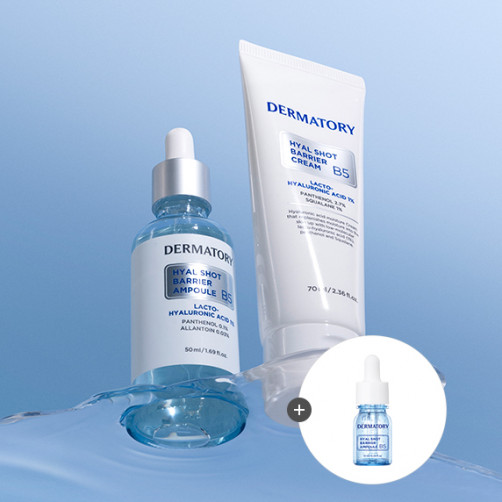 DERMATORY
HYAL SHOT
BARRIER
CREAM B5
LACTO-
HYALURONIC ACID 1%
PANTHENOL 3.1%
SQUALANE 1%
70 ml / 2.36 fl.oz.
DERMATORY
HYAL SHOT
BARRIER
AMPOULE B5
LACTO-
HYALURONIC ACID 1%
PANTHENOL 0.1%
ALLANTOIN 0.05%
50 ml / 1.69 fl.oz.
+
DERMATORY
HYAL SHOT
BARRIER
AMPOULE B5